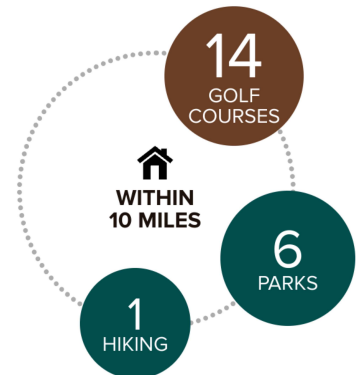 14
GOLF
COURSES
WITHIN
10 MILES
6
PARKS
1
HIKING